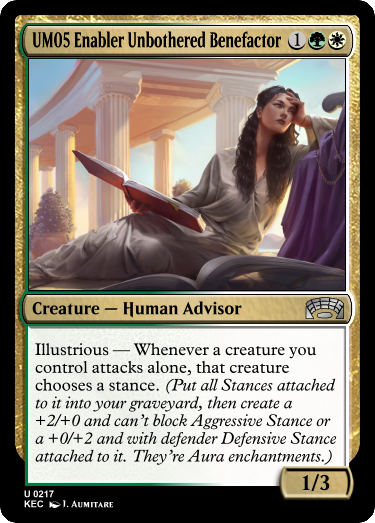 UM05 Enabler Unbothered Benefactor 1
Creature — Human Advisor
Illustrious — Whenever a creature you
control attacks alone, that creature
chooses a stance. (Put all Stances attached
to it into your graveyard, then create a
+2/+0 and can't block Aggressive Stance or
a +0/+2 and with defender Defensive Stance
attached to it. They're Aura enchantments.)
1/3
U 0217
KEC I. Aumitare